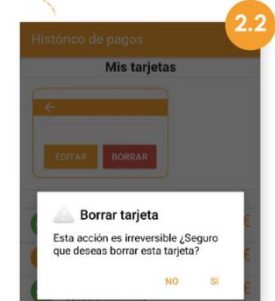 2.2
Histórico de pagos
Mis tarjetas
EDITAR BORRAR
Borrar tarjeta
Esta acción es irreversible ¿Seguro
que deseas borrar esta tarjeta?
NO SI